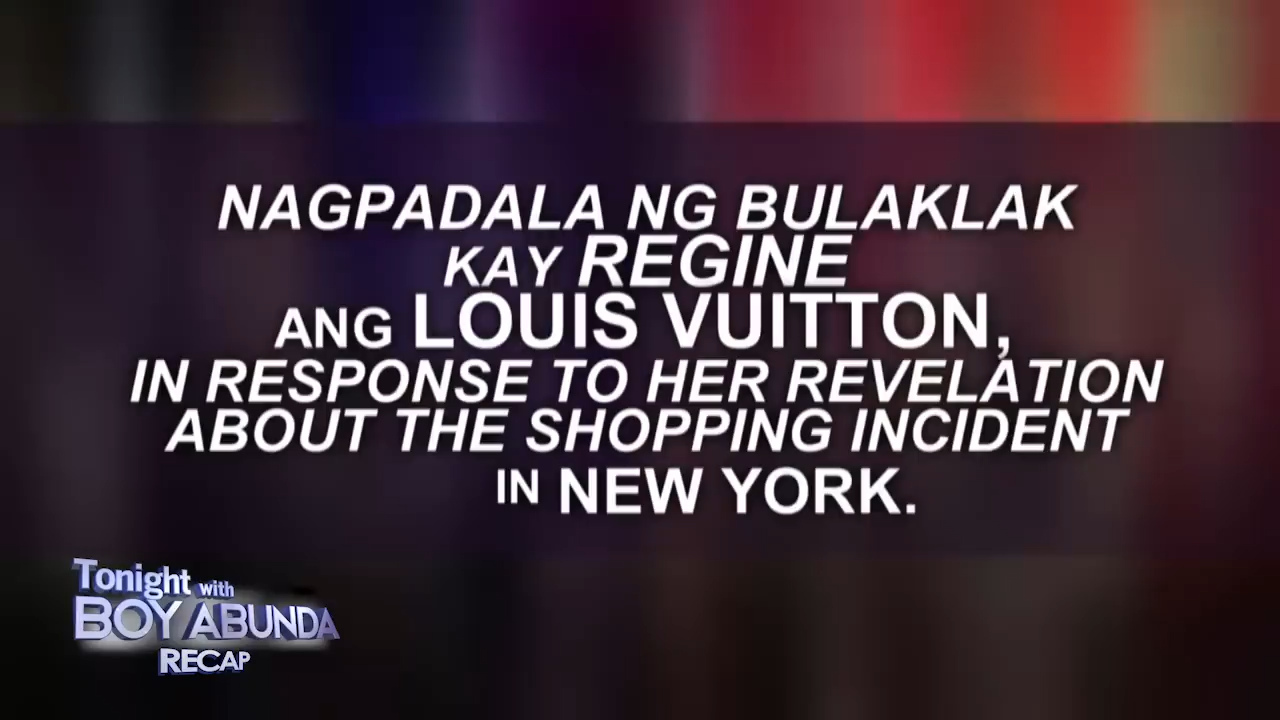 NAGPADALA NG BULAKLAK
KAY REGINE
ANG LOUIS VUITTON,
IN RESPONSE TO HER REVELATION
ABOUT THE SHOPPING INCIDENT
IN NEW YORK.
Tonight with
BOY ABUNDA
RECAP